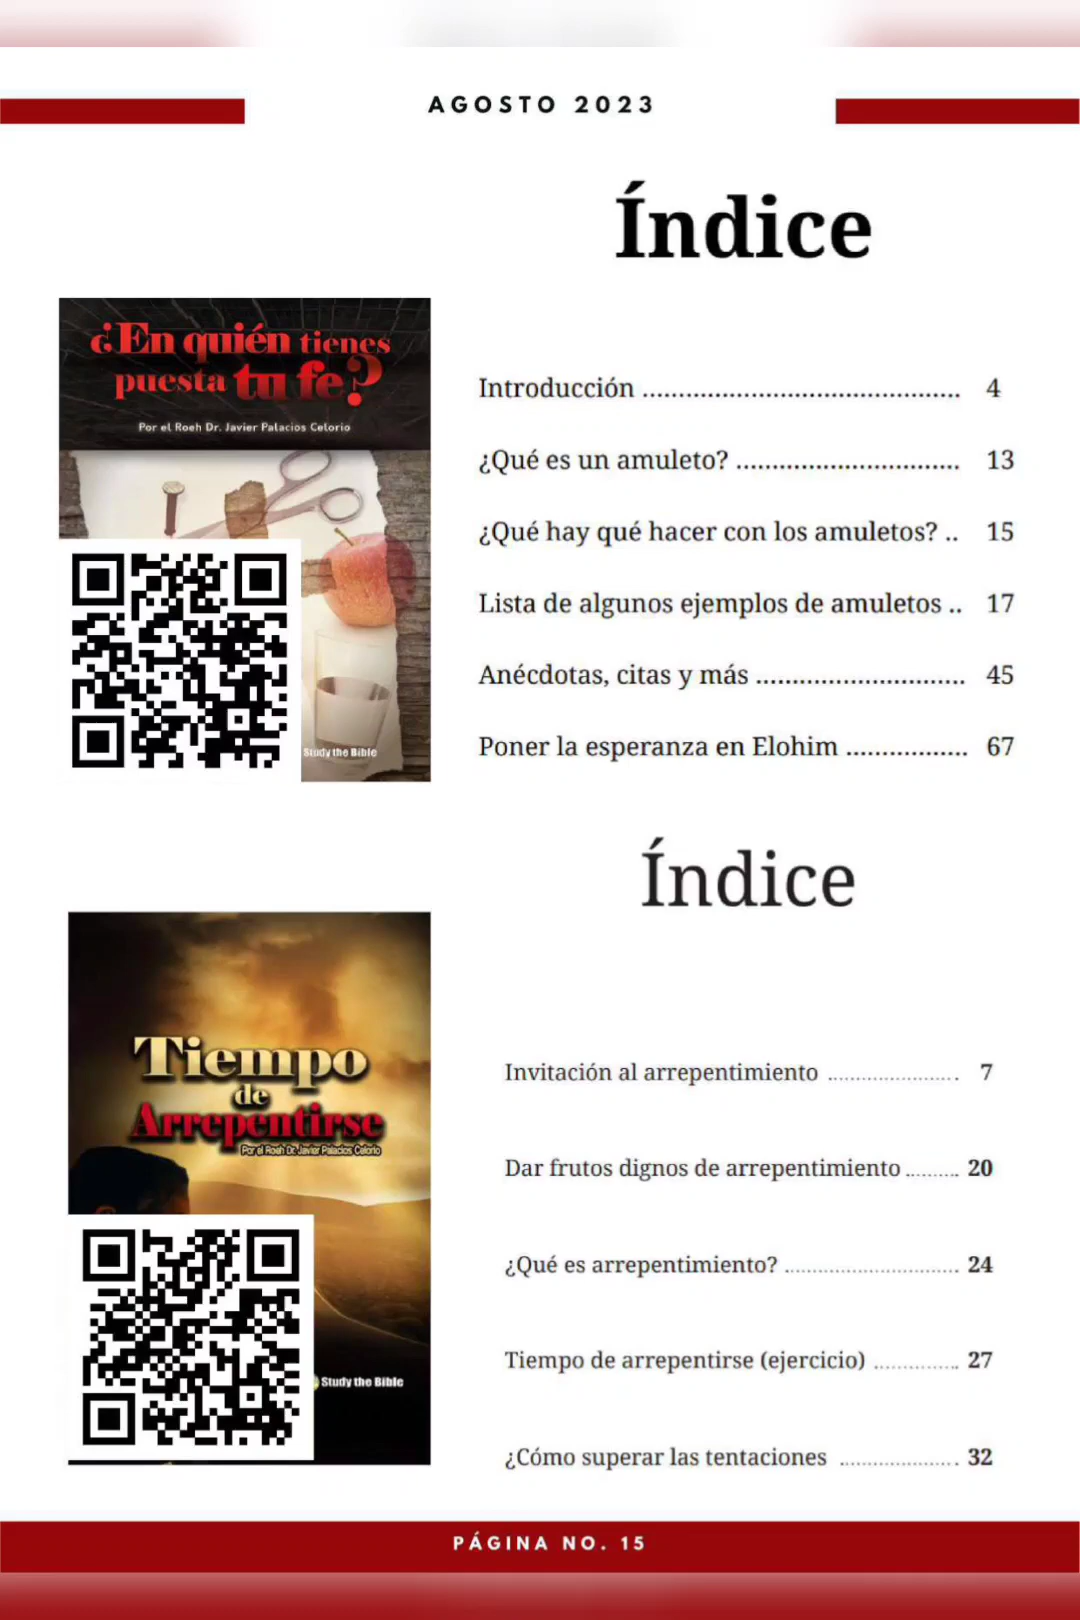 AGOSTO 2023
Índice
¿En quién tienes
puesta tu fe?
Por el Roeh Dr. Javier Palacios Celorio
Study the Bible
Introducción ............................................ 4
¿Qué es un amuleto? ............................... 13
¿Qué hay qué hacer con los amuletos? .. 15
Lista de algunos ejemplos de amuletos .. 17
Anécdotas, citas y más ............................. 45
Poner la esperanza en Elohim ................. 67
Índice
Tiempo
de
Arrepentirse
Por el Roeh Dr. Javier Palacios Celorio
Study the Bible
Invitación al arrepentimiento ............................ 7
Dar frutos dignos de arrepentimiento ........... 20
¿Qué es arrepentimiento? ..................................... 24
Tiempo de arrepentirse (ejercicio) .................. 27
¿Cómo superar las tentaciones ......................... 32
PÁGINA NO. 15